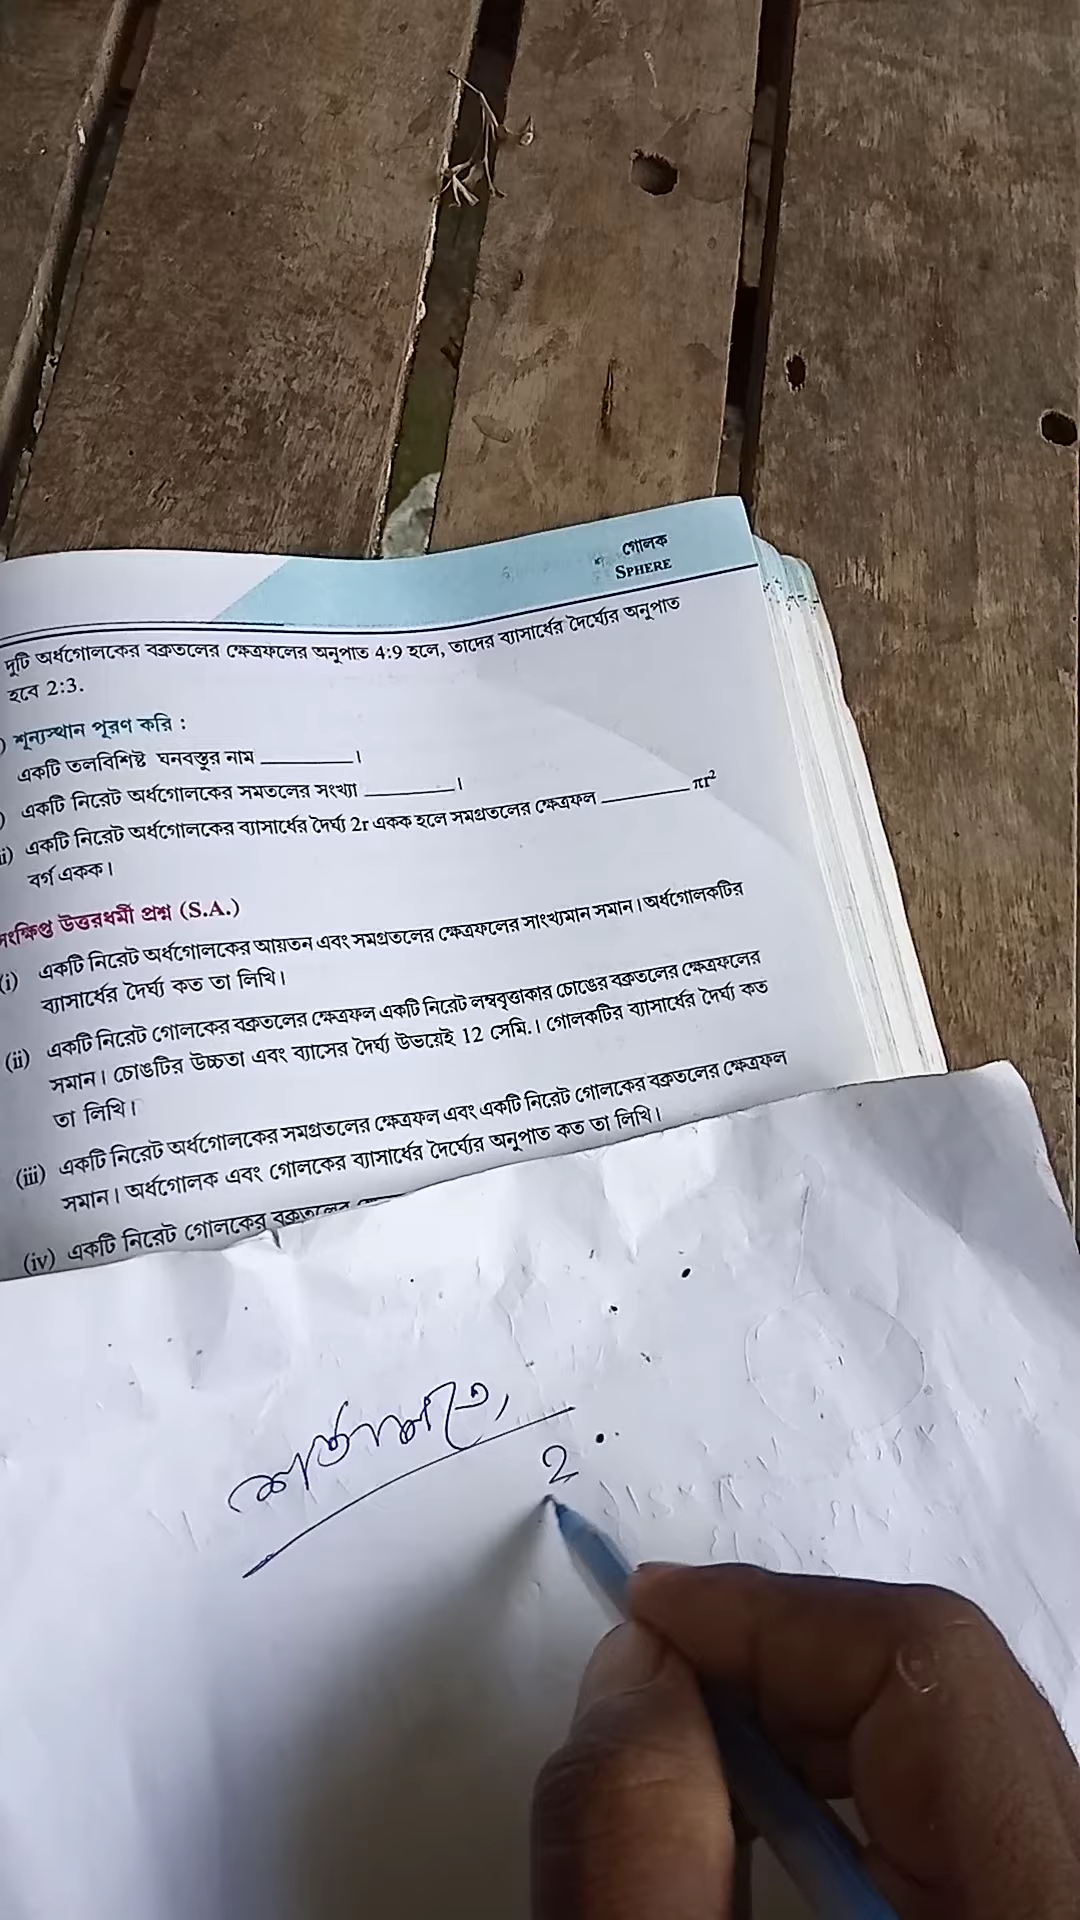 গোলক
SPHERE
দুটি অর্ধগোলকের বক্রতলের ক্ষেত্রফলের অনুপাত 4:9 হলে, তাদের ব্যাসার্ধের দৈর্ঘ্যের অনুপাত
হবে 2:3.
) শূন্যস্থান পূরণ করি :
একটি তলবিশিষ্ট ঘনবস্তুর নাম ________।
) একটি নিরেট অর্ধগোলকের সমতলের সংখ্যা ________।
ii) একটি নিরেট অর্ধগোলকের ব্যাসার্ধের দৈর্ঘ্য 2r একক হলে সমগ্রতলের ক্ষেত্রফল ________ πr²
বর্গ একক।
সংক্ষিপ্ত উত্তরধর্মী প্রশ্ন (S.A.)
(i) একটি নিরেট অর্ধগোলকের আয়তন এবং সমগ্রতলের ক্ষেত্রফলের সাংখ্যমান সমান। অর্ধগোলকটির
ব্যাসার্ধের দৈর্ঘ্য কত তা লিখি।
(ii) একটি নিরেট গোলকের বক্রতলের ক্ষেত্রফল একটি নিরেট লম্ববৃত্তাকার চোঙের বক্রতলের ক্ষেত্রফলের
সমান। চোঙটির উচ্চতা এবং ব্যাসের দৈর্ঘ্য উভয়েই 12 সেমি.। গোলকটির ব্যাসার্ধের দৈর্ঘ্য কত
তা লিখি।
(iii) একটি নিরেট অর্ধগোলকের সমগ্রতলের ক্ষেত্রফল এবং একটি নিরেট গোলকের বক্রতলের ক্ষেত্রফল
সমান। অর্ধগোলক এবং গোলকের ব্যাসার্ধের দৈর্ঘ্যের অনুপাত কত তা লিখি।
(iv) একটি নিরেট গোলকের বক্রতলের
শর্তানুসারে,
2